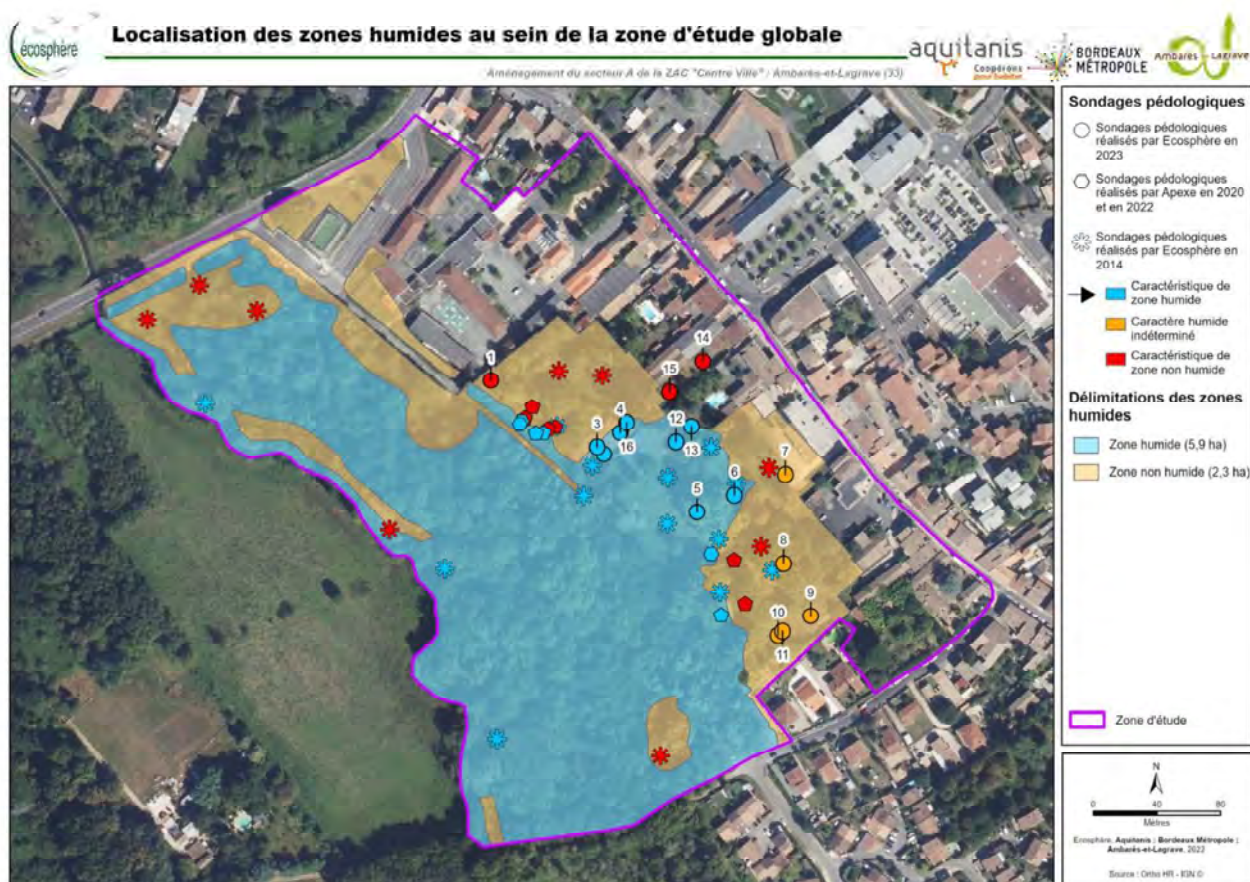 écosphère
Localisation des zones humides au sein de la zone d'étude globale
Aménagement du secteur A de la ZAC "Centre Ville" / Ambarès-et-Lagrave (33)
aquitanis
Coopérons
pour habiter
BORDEAUX
MÉTROPOLE
Ambarès et LAGRAVE
Sondages pédologiques
Sondages pédologiques
réalisés par Ecosphère en
2023
Sondages pédologiques
réalisés par Apexe en 2020
et en 2022
Sondages pédologiques
réalisés par Ecosphère en
2014
Caractéristique de
zone humide
Caractère humide
indéterminé
Caractéristique de
zone non humide
Délimitations des zones
humides
Zone humide (5,9 ha)
Zone non humide (2,3 ha)
Zone d'étude
N
0 40 80
Mètres
Ecosphère, Aquitanis ; Bordeaux Métropole ;
Ambarès-et-Lagrave, 2022
Source : Ortho HR - IGN ©
1
14
15
4
12
3
16
13
7
6
5
8
9
10
11